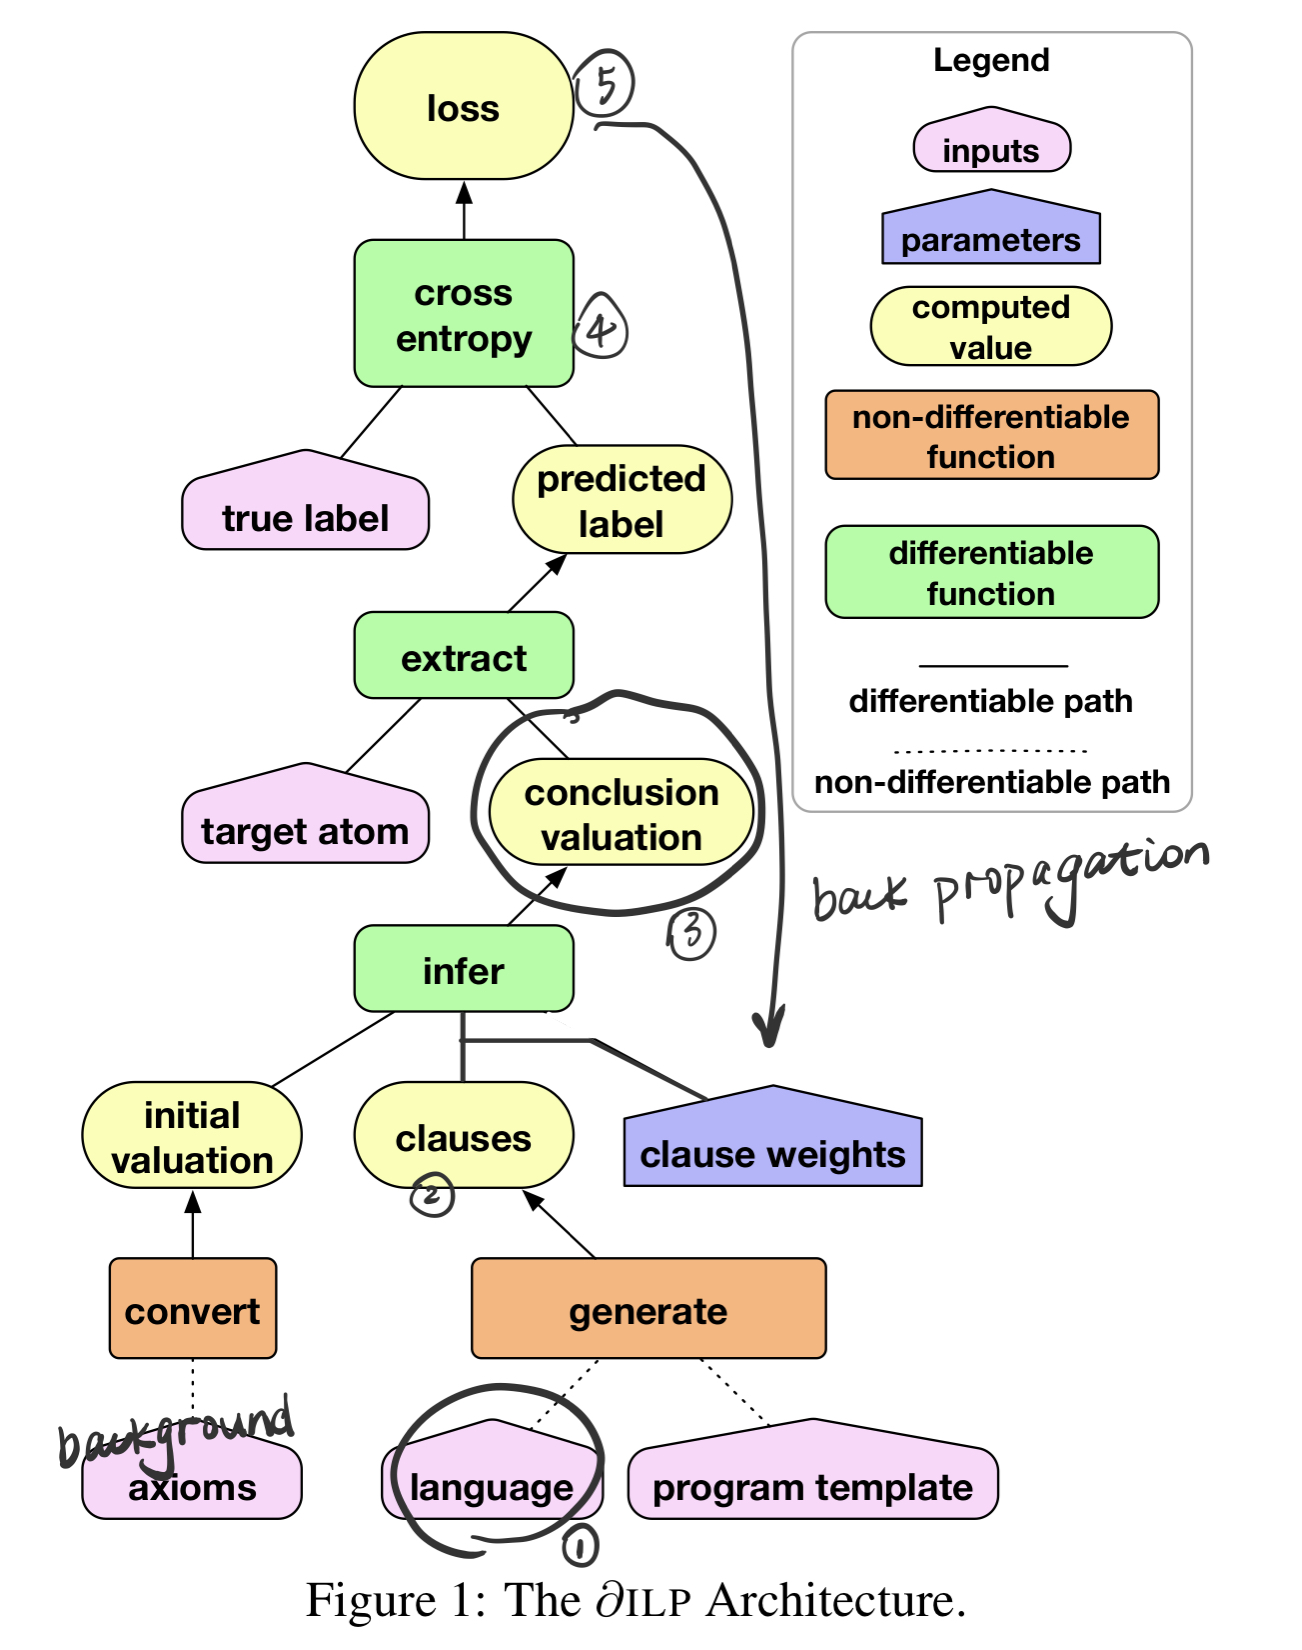 loss
5
cross
entropy
4
true label
predicted
label
extract
target atom
conclusion
valuation
3
infer
initial
valuation
clauses
2
clause weights
convert
generate
background
axioms
language
1
program template
back propagation
Legend
inputs
parameters
computed
value
non-differentiable
function
differentiable
function
differentiable path
non-differentiable path
Figure 1: The ∂ILP Architecture.